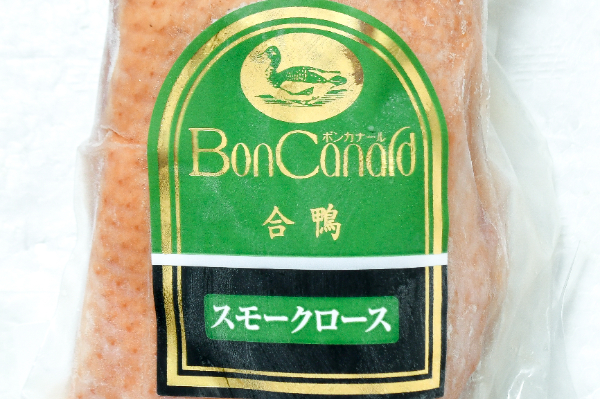 ボンカナール
BonCanard
合鴨
スモークロース